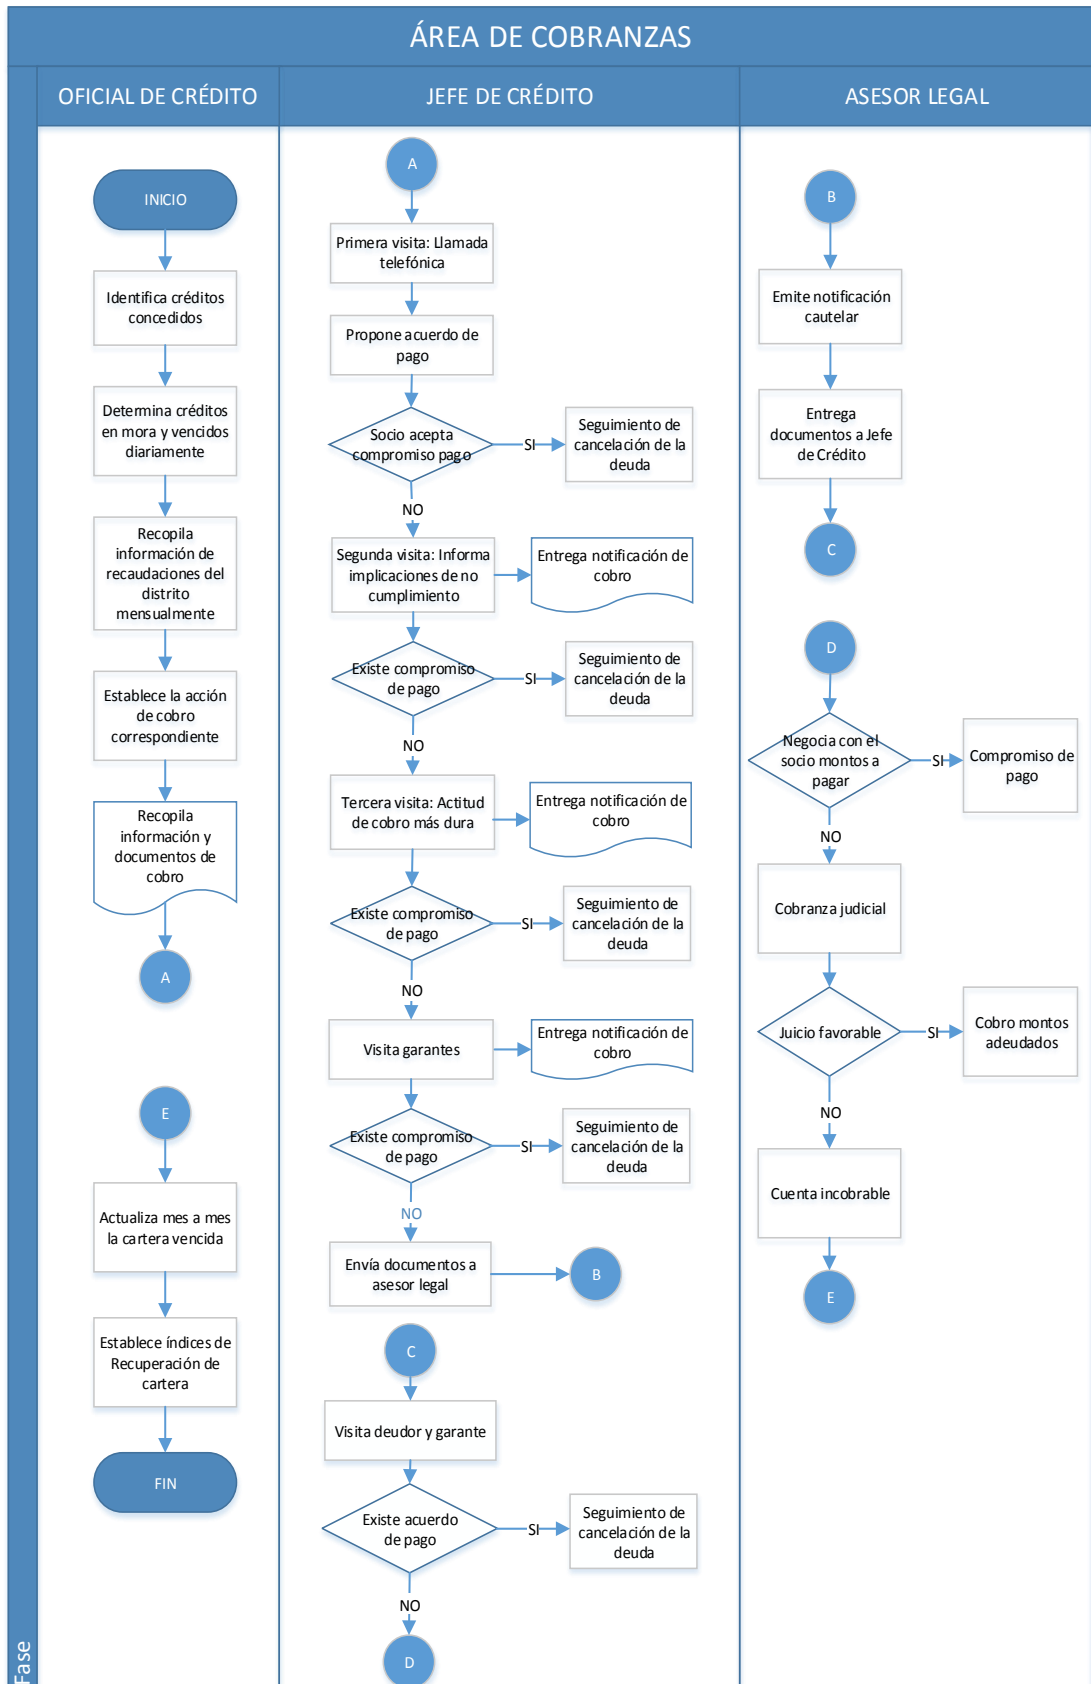 ÁREA DE COBRANZAS
OFICIAL DE CRÉDITO
JEFE DE CRÉDITO
ASESOR LEGAL
Fase
INICIO
Identifica créditos
concedidos
Determina créditos
en mora y vencidos
diariamente
Recopila
información de
recaudaciones del
distrito
mensualmente
Establece la acción
de cobro
correspondiente
Recopila
información y
documentos de
cobro
A
E
Actualiza mes a mes
la cartera vencida
Establece índices de
Recuperación de
cartera
FIN
A
Primera visita: Llamada
telefónica
Propone acuerdo de
pago
Socio acepta
compromiso pago
SI
Seguimiento de
cancelación de la
deuda
NO
Segunda visita: Informa
implicaciones de no
cumplimiento
Entrega notificación de
cobro
Existe compromiso
de pago
SI
Seguimiento de
cancelación de la
deuda
NO
Tercera visita: Actitud
de cobro más dura
Entrega notificación de
cobro
Existe compromiso
de pago
SI
Seguimiento de
cancelación de la
deuda
NO
Visita garantes
Entrega notificación de
cobro
Existe compromiso
de pago
SI
Seguimiento de
cancelación de la
deuda
NO
Envía documentos a
asesor legal
B
C
Visita deudor y garante
Existe acuerdo
de pago
SI
Seguimiento de
cancelación de la
deuda
NO
D
B
Emite notificación
cautelar
Entrega
documentos a Jefe
de Crédito
C
D
Negocia con el
socio montos a
pagar
SI
Compromiso de
pago
NO
Cobranza judicial
Juicio favorable
SI
Cobro montos
adeudados
NO
Cuenta incobrable
E